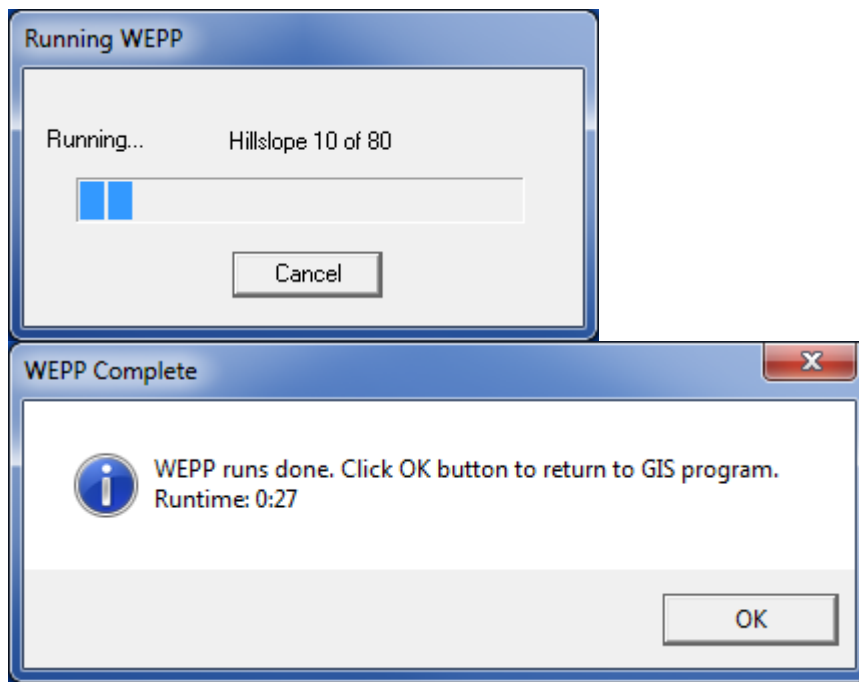 Running WEPP
Running... Hillslope 10 of 80
Cancel
WEPP Complete
WEPP runs done. Click OK button to return to GIS program.
Runtime: 0:27
OK